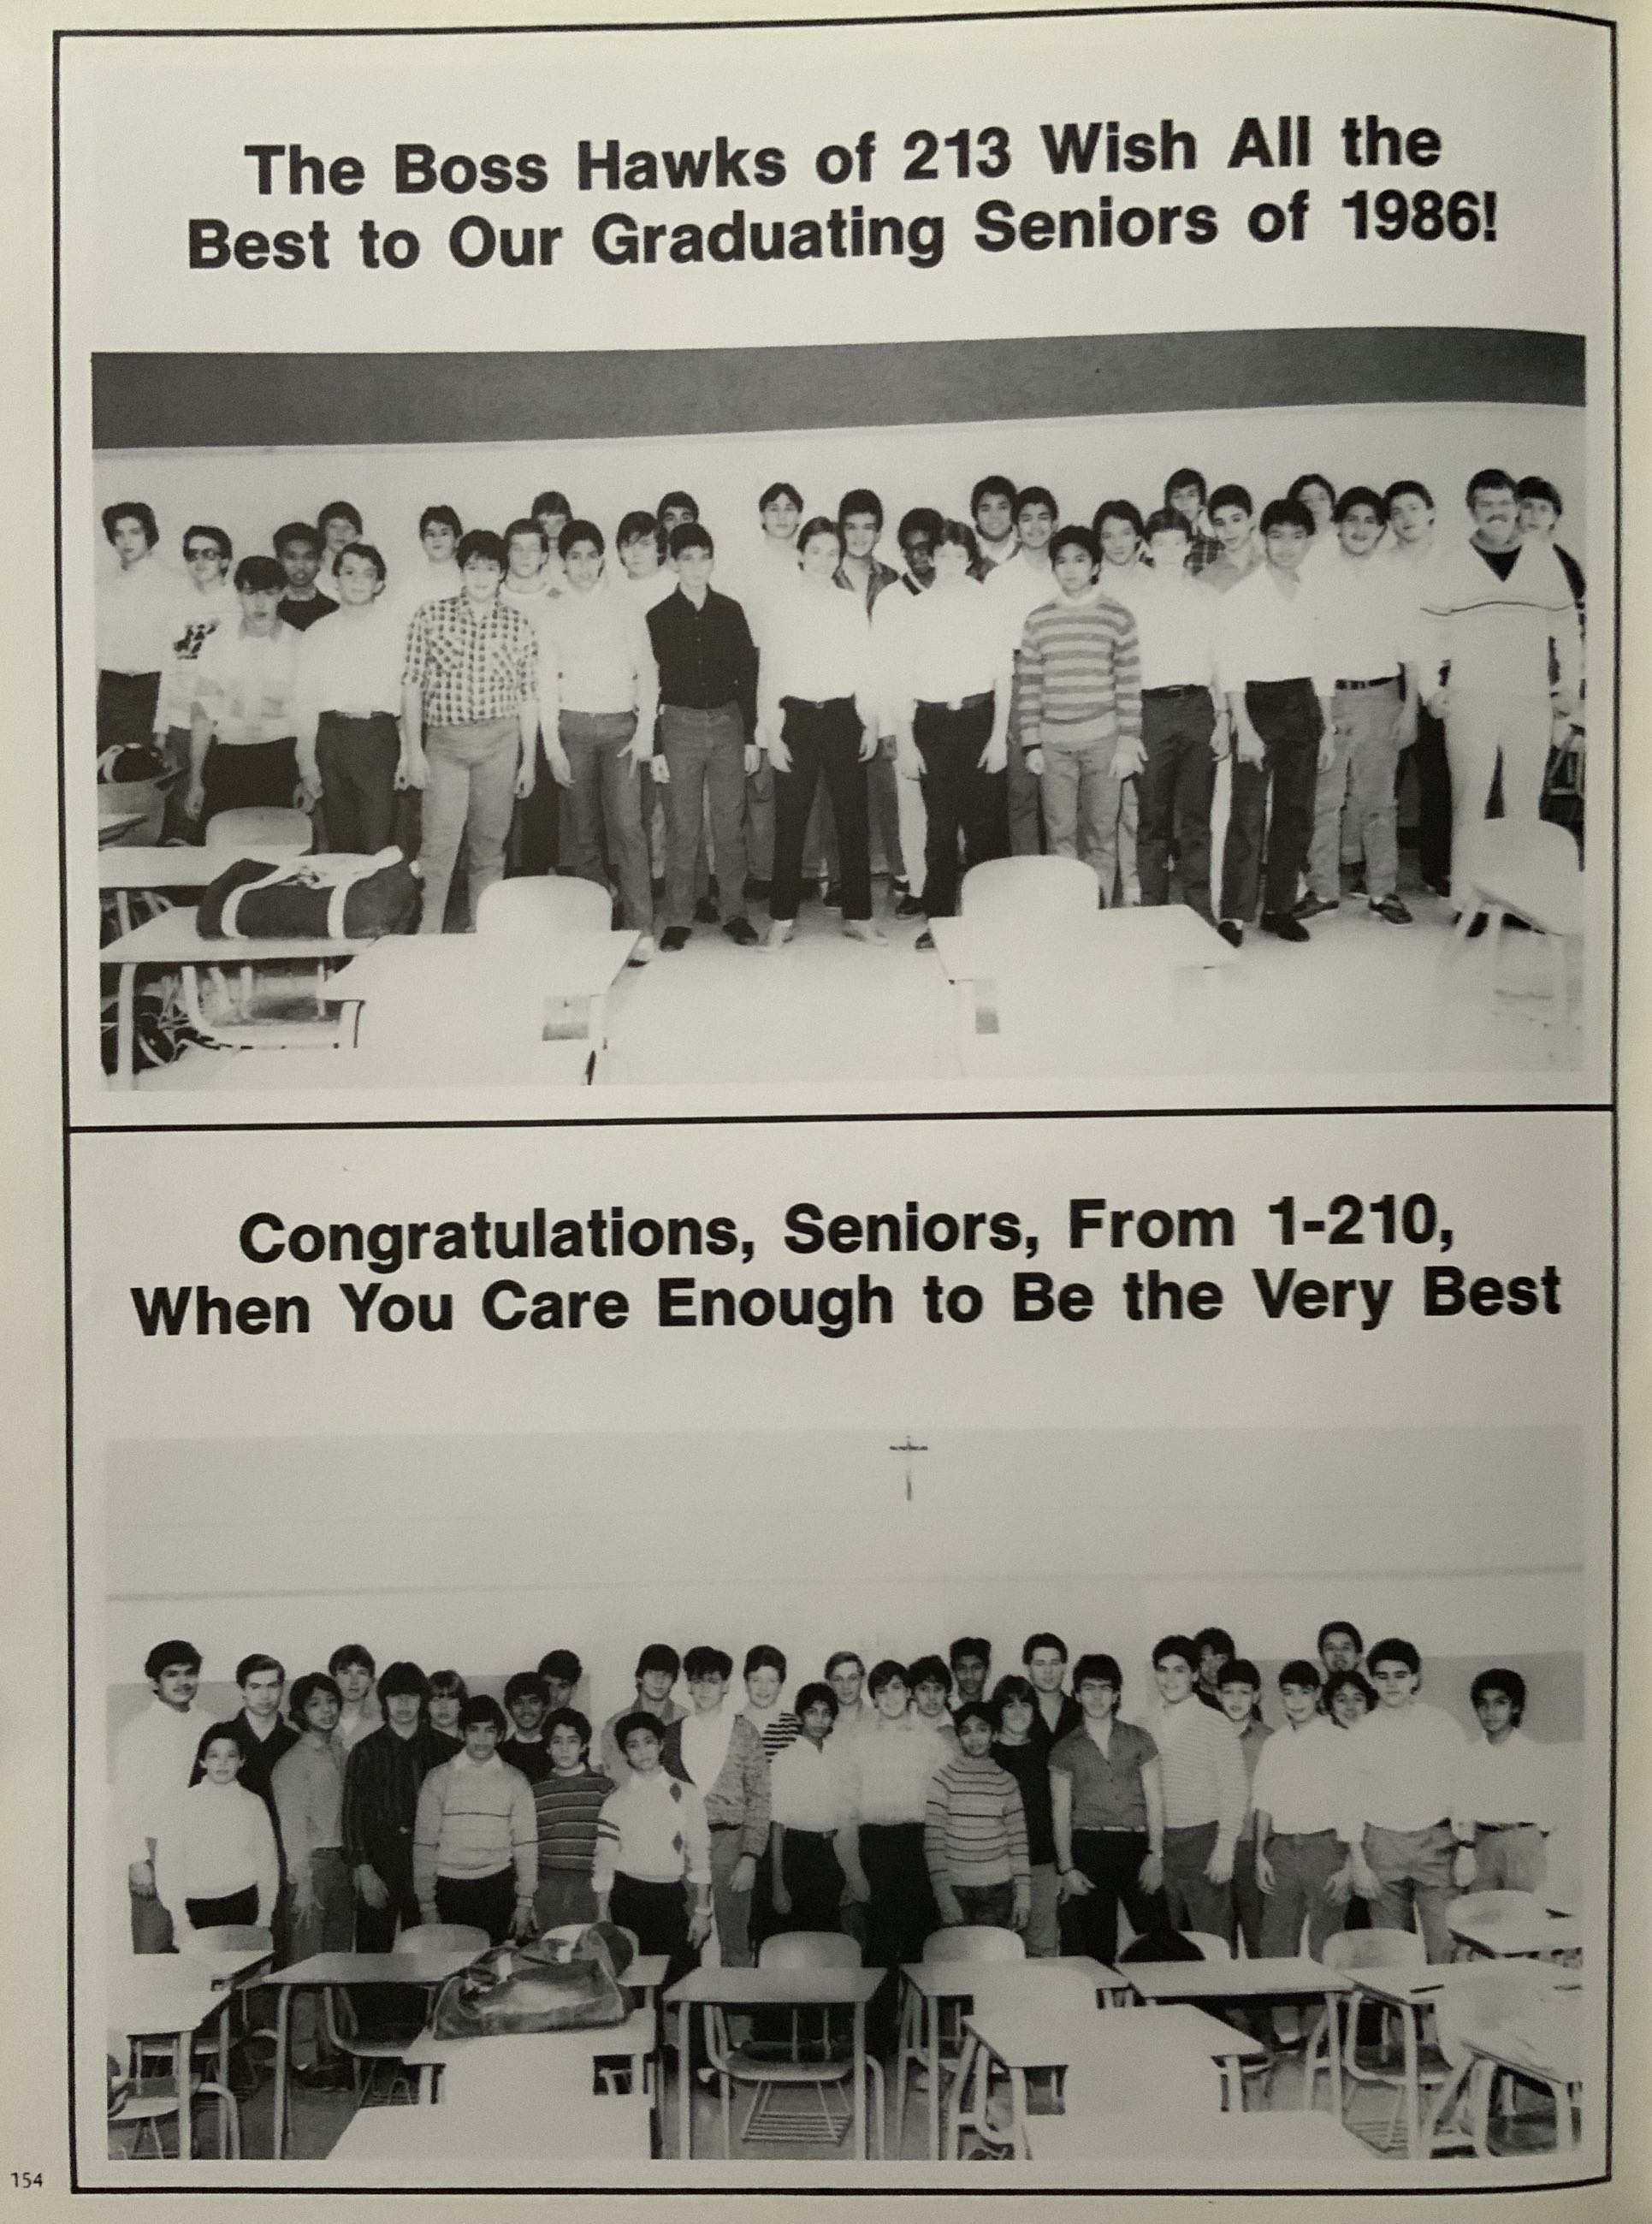 The Boss Hawks of 213 Wish All the
Best to Our Graduating Seniors of 1986!
Congratulations, Seniors, From 1-210,
When You Care Enough to Be the Very Best
154